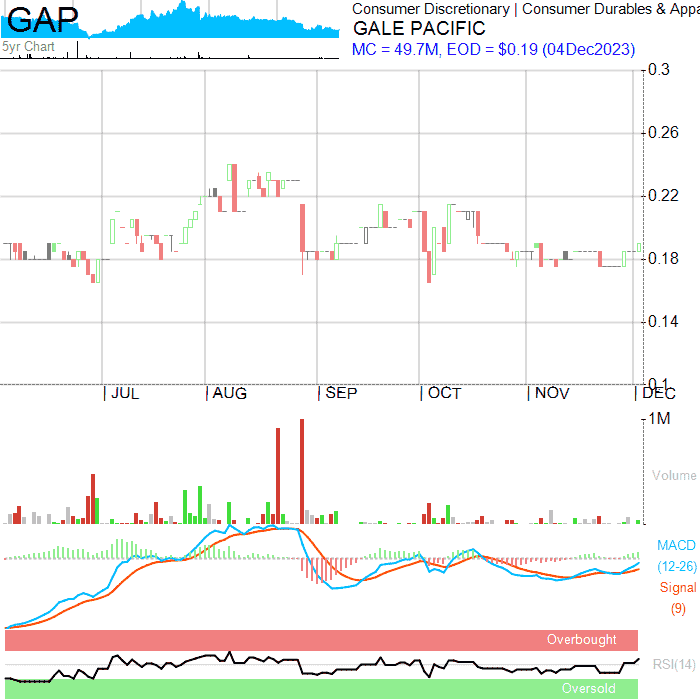 GAP
5yr Chart
Consumer Discretionary | Consumer Durables & Appa
GALE PACIFIC
MC = 49.7M, EOD = $0.19 (04Dec2023)
0.3
0.26
0.22
0.18
0.14
0.1
| JUL | AUG | SEP | OCT | NOV | DEC
1M
Volume
MACD
(12-26)
Signal
(9)
Overbought
RSI(14)
Oversold